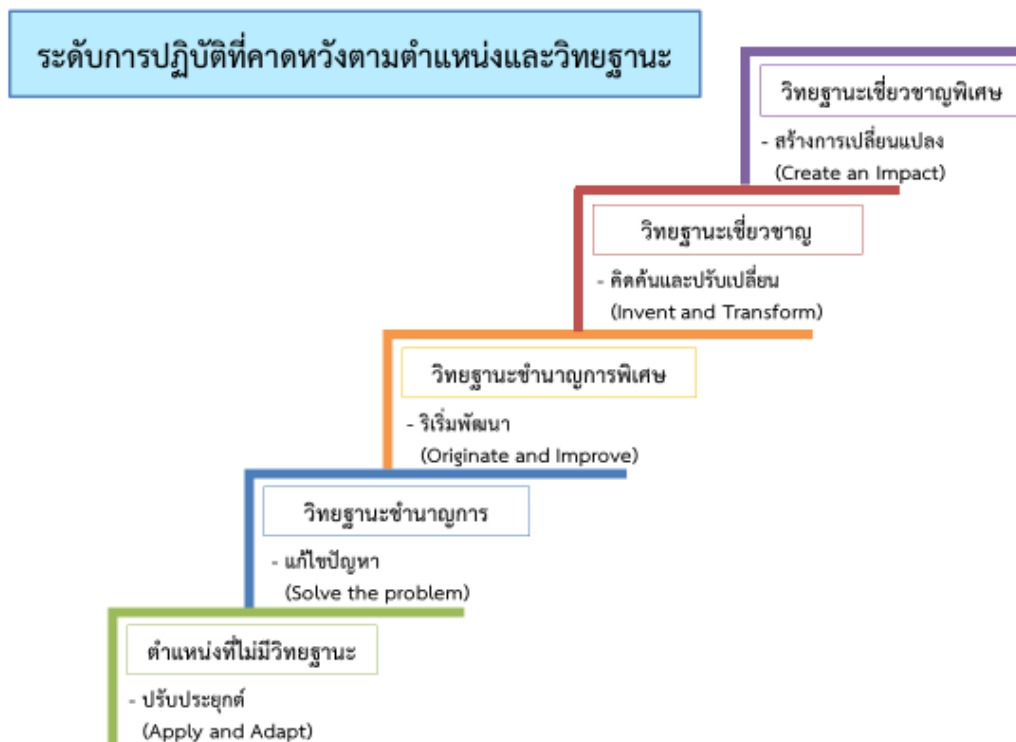 ระดับการปฏิบัติที่คาดหวังตามตำแหน่งและวิทยฐานะ
วิทยฐานะเชี่ยวชาญพิเศษ
- สร้างการเปลี่ยนแปลง
(Create an Impact)
วิทยฐานะเชี่ยวชาญ
- คิดค้นและปรับเปลี่ยน
(Invent and Transform)
วิทยฐานะชำนาญการพิเศษ
- ริเริ่มพัฒนา
(Originate and Improve)
วิทยฐานะชำนาญการ
- แก้ไขปัญหา
(Solve the problem)
ตำแหน่งที่ไม่มีวิทยฐานะ
- ปรับประยุกต์
(Apply and Adapt)